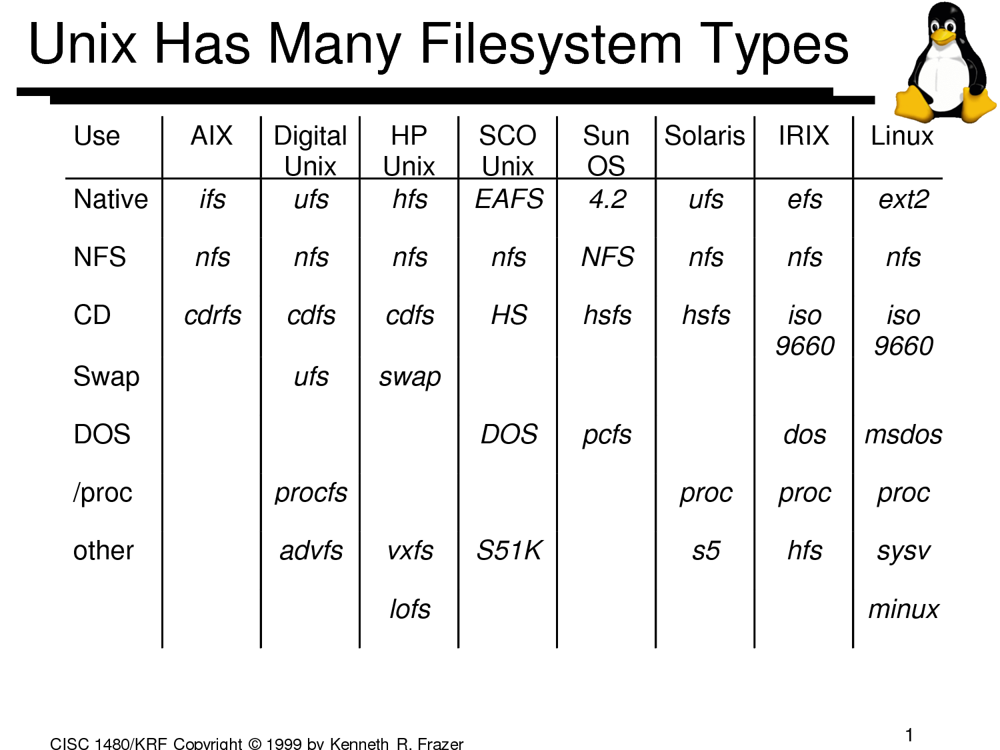 Unix Has Many Filesystem Types
Use AIX Digital Unix HP Unix SCO Unix Sun OS Solaris IRIX Linux
Native ifs ufs hfs EAFS 4.2 ufs efs ext2
NFS nfs nfs nfs nfs NFS nfs nfs nfs
CD cdrfs cdfs cdfs HS hsfs hsfs iso 9660 iso 9660
Swap ufs swap
DOS DOS pcfs dos msdos
/proc procfs proc proc proc
other advfs vxfs S51K s5 hfs sysv
lofs minux
CISC 1480/KRF Copyright © 1999 by Kenneth R. Frazer
1